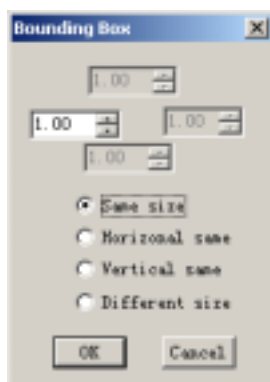 Bounding Box
1.00
1.00 1.00
1.00
Same size
Horizonal same
Vertical same
Different size
OK Cancel